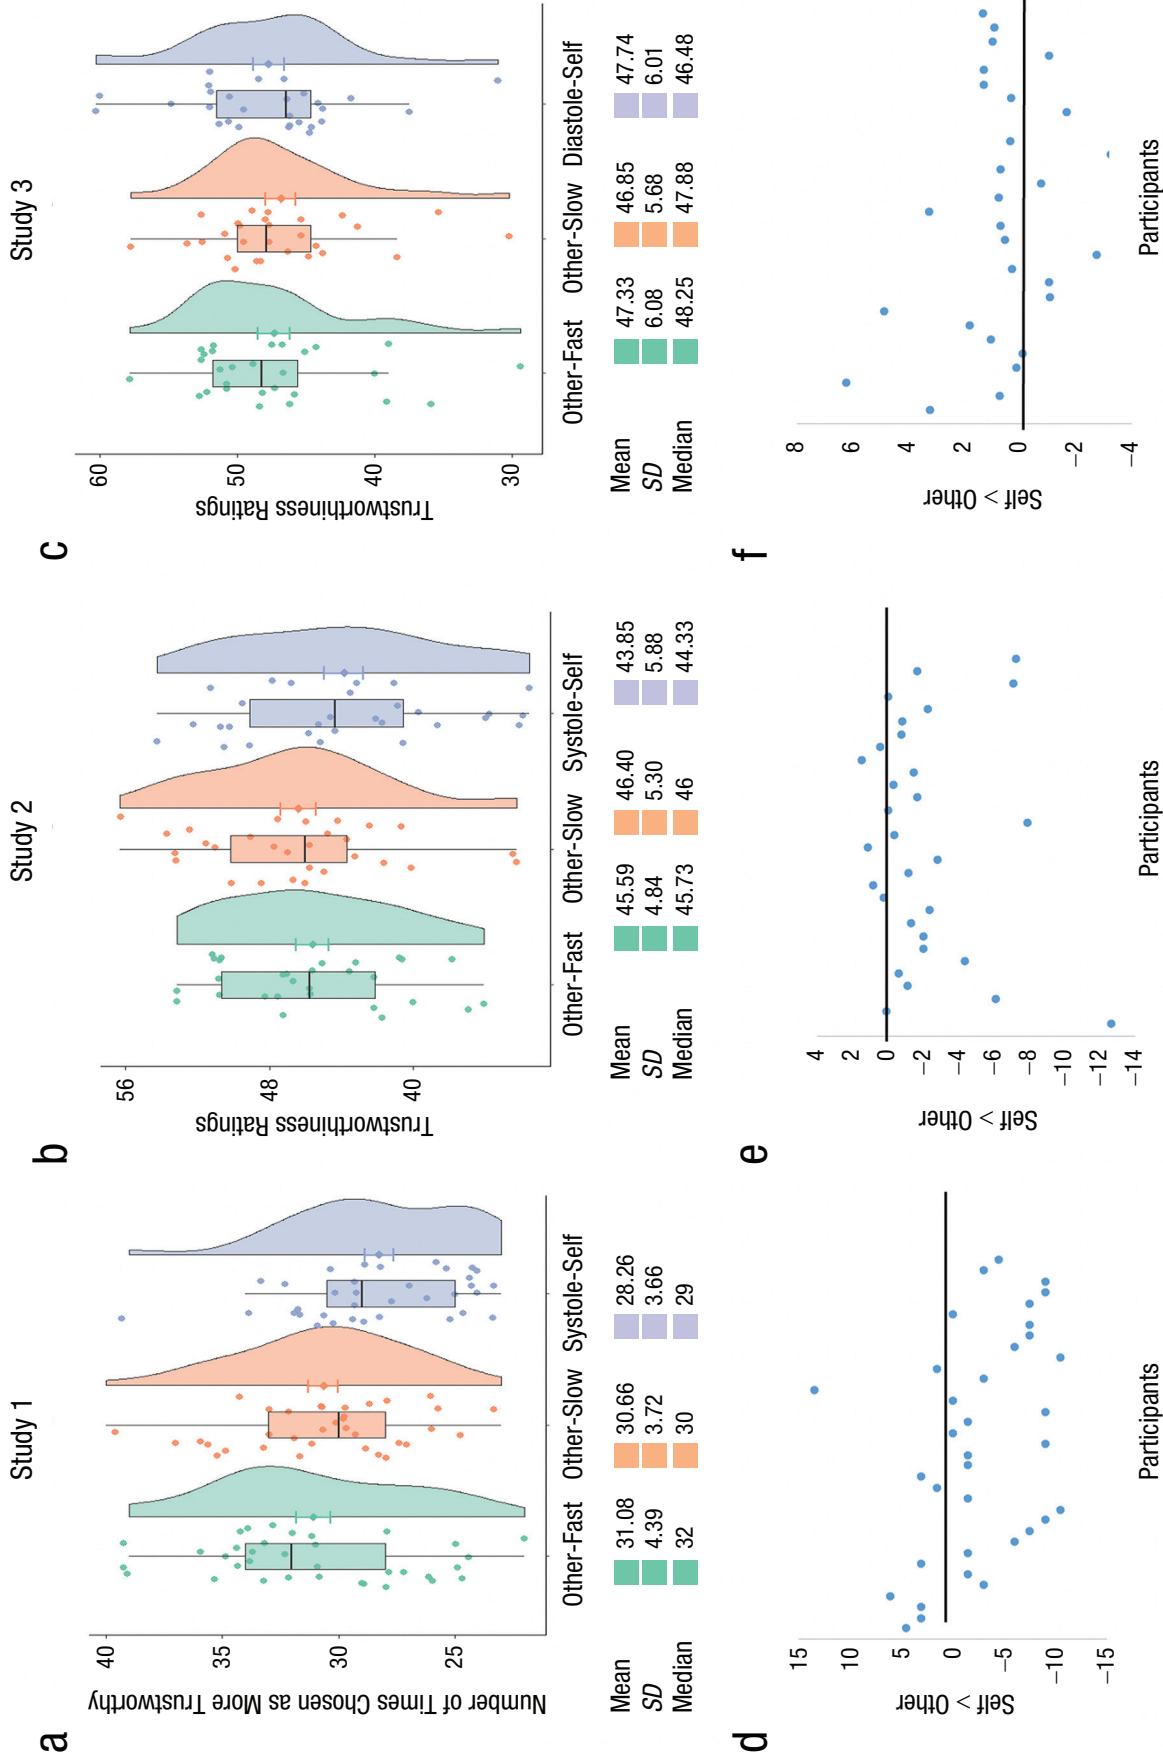 a
Study 1
Number of Times Chosen as More Trustworthy
40
35
30
25
Other-Fast Other-Slow Systole-Self
Mean 31.08 30.66 28.26
SD 4.39 3.72 3.66
Median 32 30 29
b
Study 2
Trustworthiness Ratings
56
48
40
Other-Fast Other-Slow Systole-Self
Mean 45.59 46.40 43.85
SD 4.84 5.30 5.88
Median 45.73 46 44.33
c
Study 3
Trustworthiness Ratings
60
50
40
30
Other-Fast Other-Slow Diastole-Self
Mean 47.33 46.85 47.74
SD 6.08 5.68 6.01
Median 48.25 47.88 46.48
d
Self > Other
15
10
5
0
−5
−10
−15
Participants
e
Self > Other
4
2
0
−2
−4
−6
−8
−10
−12
−14
Participants
f
Self > Other
8
6
4
2
0
−2
−4
Participants